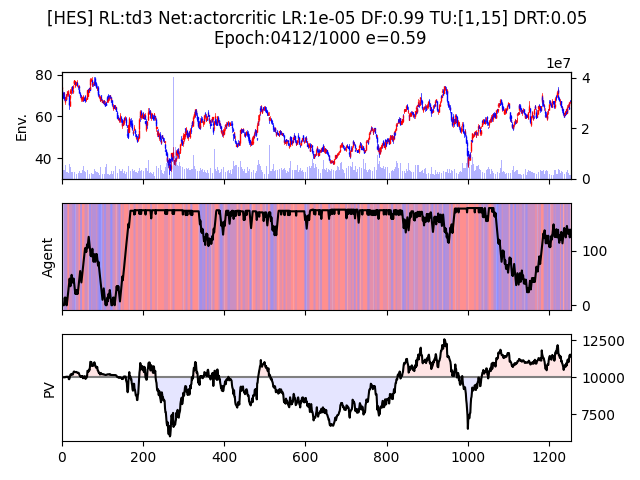 [HES] RL:td3 Net:actorcritic LR:1e-05 DF:0.99 TU:[1,15] DRT:0.05
Epoch:0412/1000 e=0.59
1e7
80
60
40
Env.
4
2
0
Agent
100
0
PV
12500
10000
7500
0 200 400 600 800 1000 1200